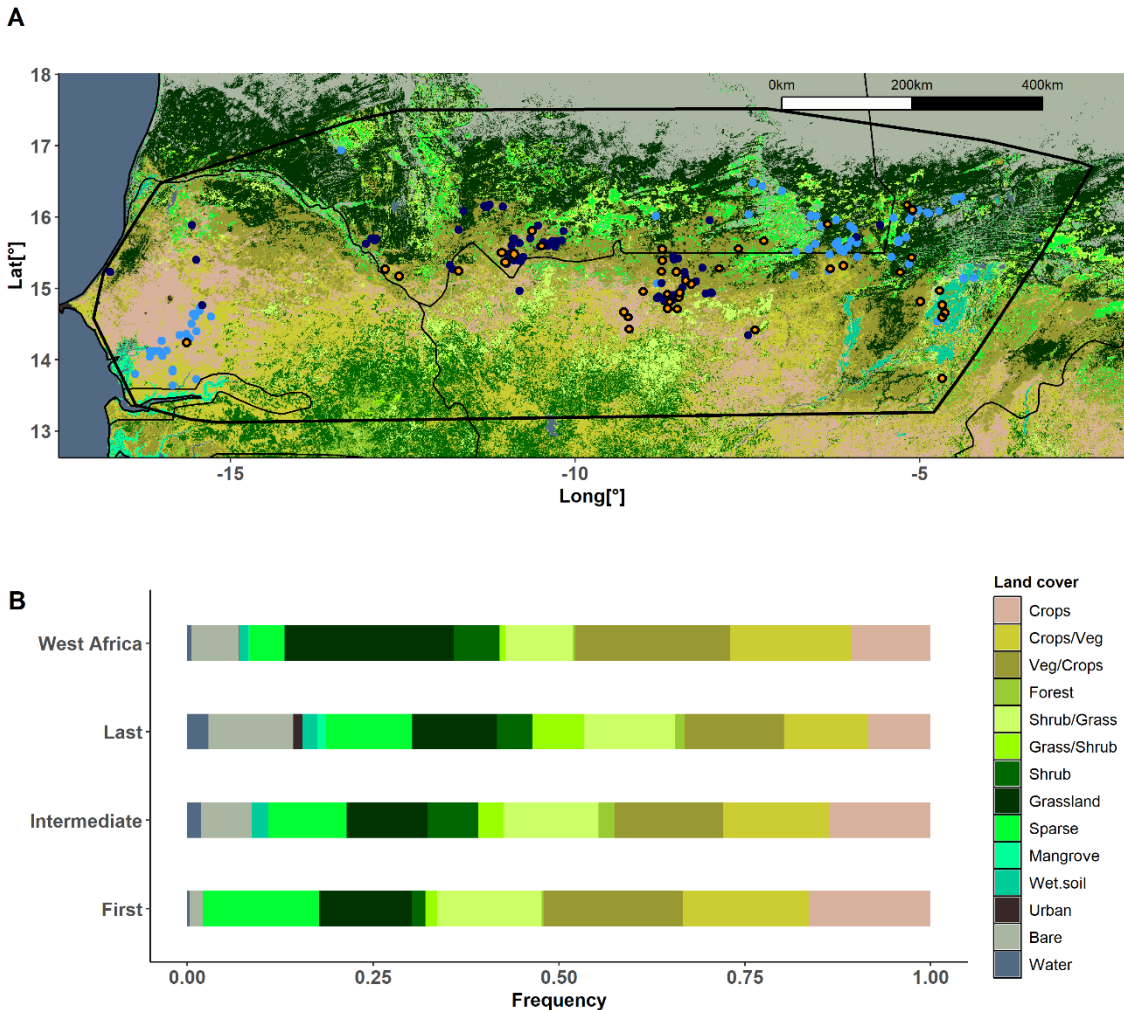 A
18
17
16
15
14
13
Lat[°]
0km 200km 400km
-15 -10 -5
Long[°]
B
West Africa
Last
Intermediate
First
0.00 0.25 0.50 0.75 1.00
Frequency
Land cover
Crops
Crops/Veg
Veg/Crops
Forest
Shrub/Grass
Grass/Shrub
Shrub
Grassland
Sparse
Mangrove
Wet.soil
Urban
Bare
Water